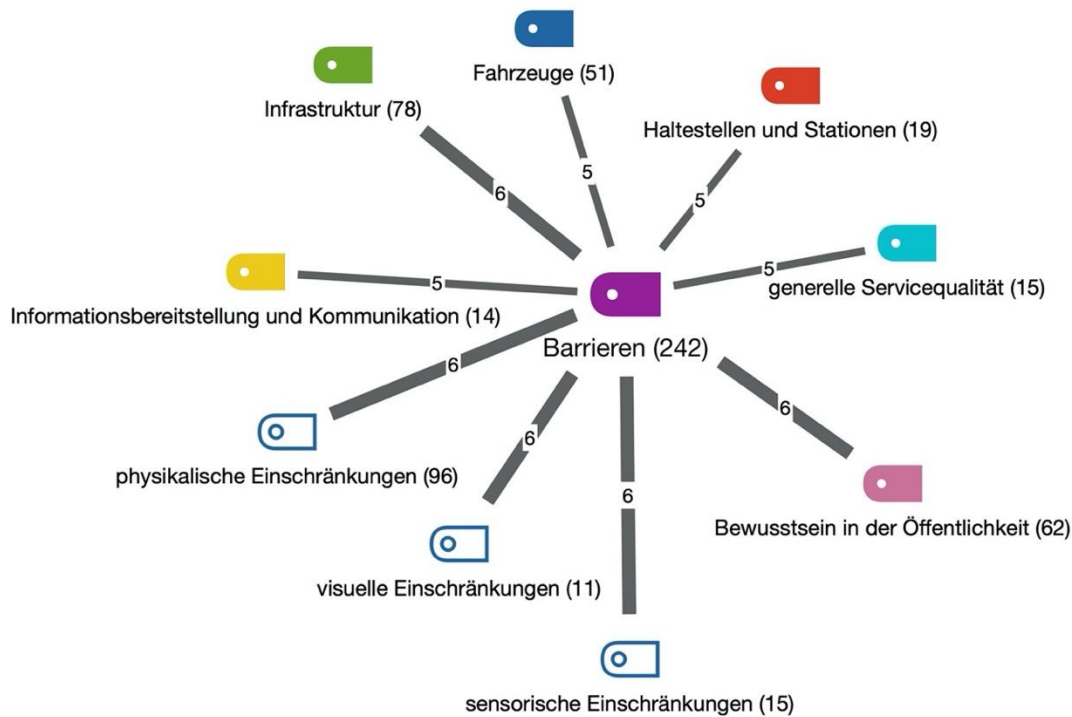 Fahrzeuge (51)
Infrastruktur (78)
Haltestellen und Stationen (19)
5
6
5
5
generelle Servicequalität (15)
5
Informationsbereitstellung und Kommunikation (14)
Barrieren (242)
6
6
6
physikalische Einschränkungen (96)
6
Bewusstsein in der Öffentlichkeit (62)
visuelle Einschränkungen (11)
sensorische Einschränkungen (15)